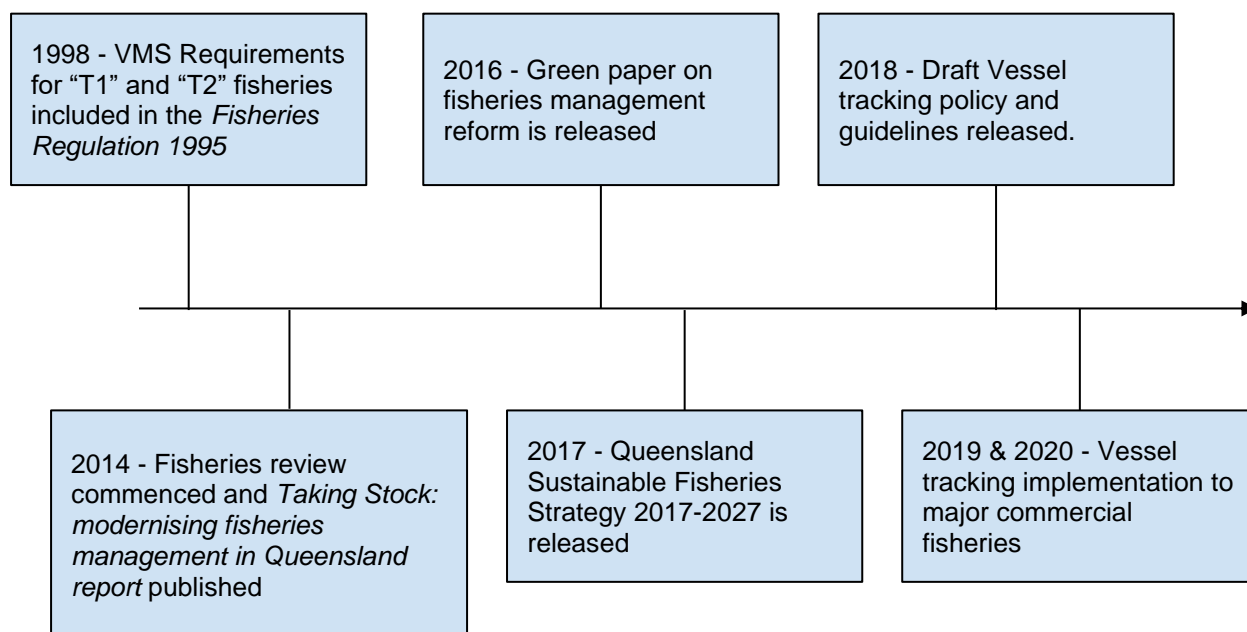 1998 - VMS Requirements
for “T1” and “T2” fisheries
included in the Fisheries
Regulation 1995
2014 - Fisheries review
commenced and Taking Stock:
modernising fisheries
management in Queensland
report published
2016 - Green paper on
fisheries management
reform is released
2017 - Queensland
Sustainable Fisheries
Strategy 2017-2027 is
released
2018 - Draft Vessel
tracking policy and
guidelines released.
2019 & 2020 - Vessel
tracking implementation to
major commercial
fisheries